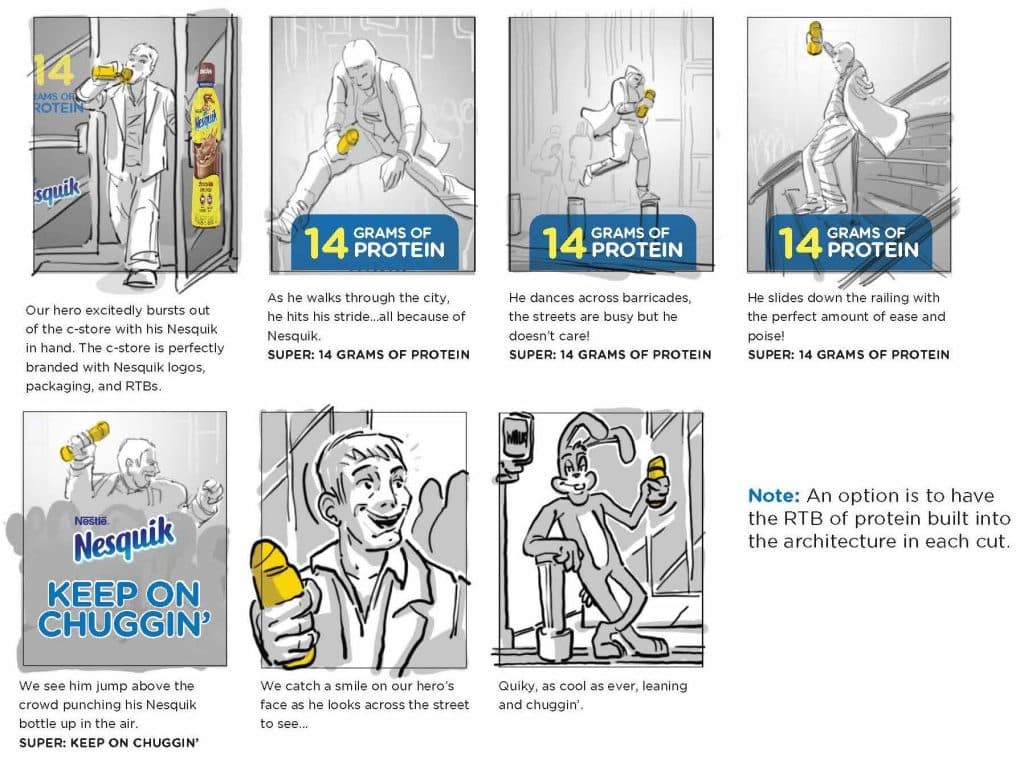 14
GRAMS OF
PROTEIN
Nesquik
esquik
Our hero excitedly bursts out
of the c-store with his Nesquik
in hand. The c-store is perfectly
branded with Nesquik logos,
packaging, and RTBs.
14 GRAMS OF
PROTEIN
As he walks through the city,
he hits his stride...all because of
Nesquik.
SUPER: 14 GRAMS OF PROTEIN
14 GRAMS OF
PROTEIN
He dances across barricades,
the streets are busy but he
doesn't care!
SUPER: 14 GRAMS OF PROTEIN
14 GRAMS OF
PROTEIN
He slides down the railing with
the perfect amount of ease and
poise!
SUPER: 14 GRAMS OF PROTEIN
Nestlé.
Nesquik
KEEP ON
CHUGGIN'
We see him jump above the
crowd punching his Nesquik
bottle up in the air.
SUPER: KEEP ON CHUGGIN'
We catch a smile on our hero's
face as he looks across the street
to see...
MILK
Quiky, as cool as ever, leaning
and chuggin'.
Note: An option is to have
the RTB of protein built into
the architecture in each cut.